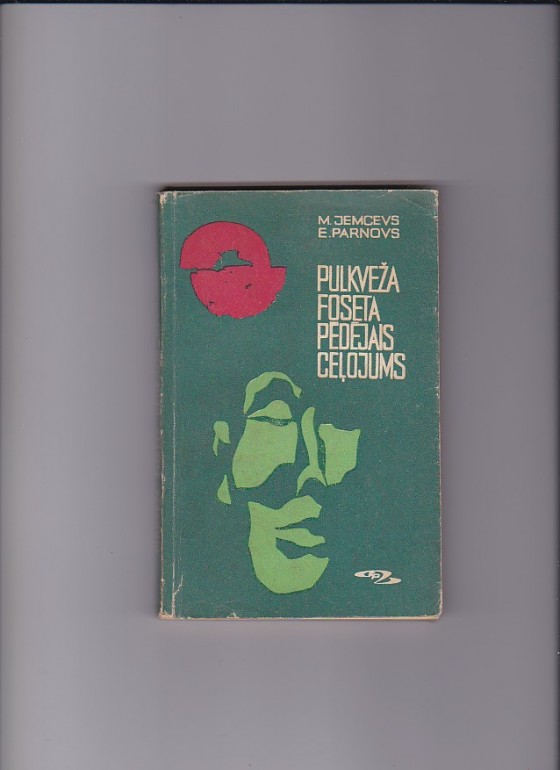 M. JEMCEVS
E. PARNOVS
PULKVEŽA
FOSETA
PĒDĒJAIS
CEĻOJUMS